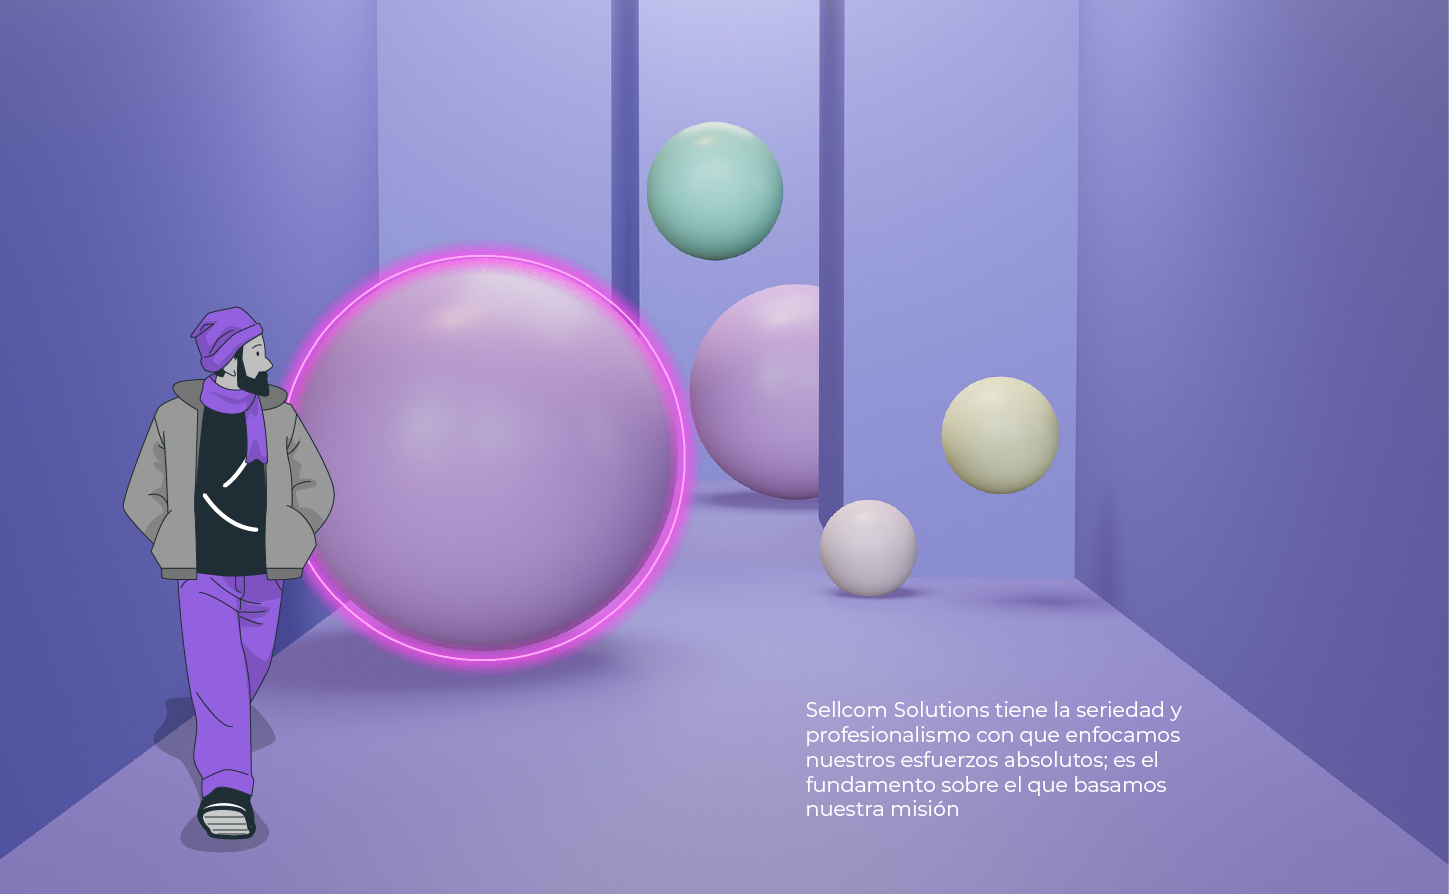 Sellcom Solutions tiene la seriedad y
profesionalismo con que enfocamos
nuestros esfuerzos absolutos; es el
fundamento sobre el que basamos
nuestra misión